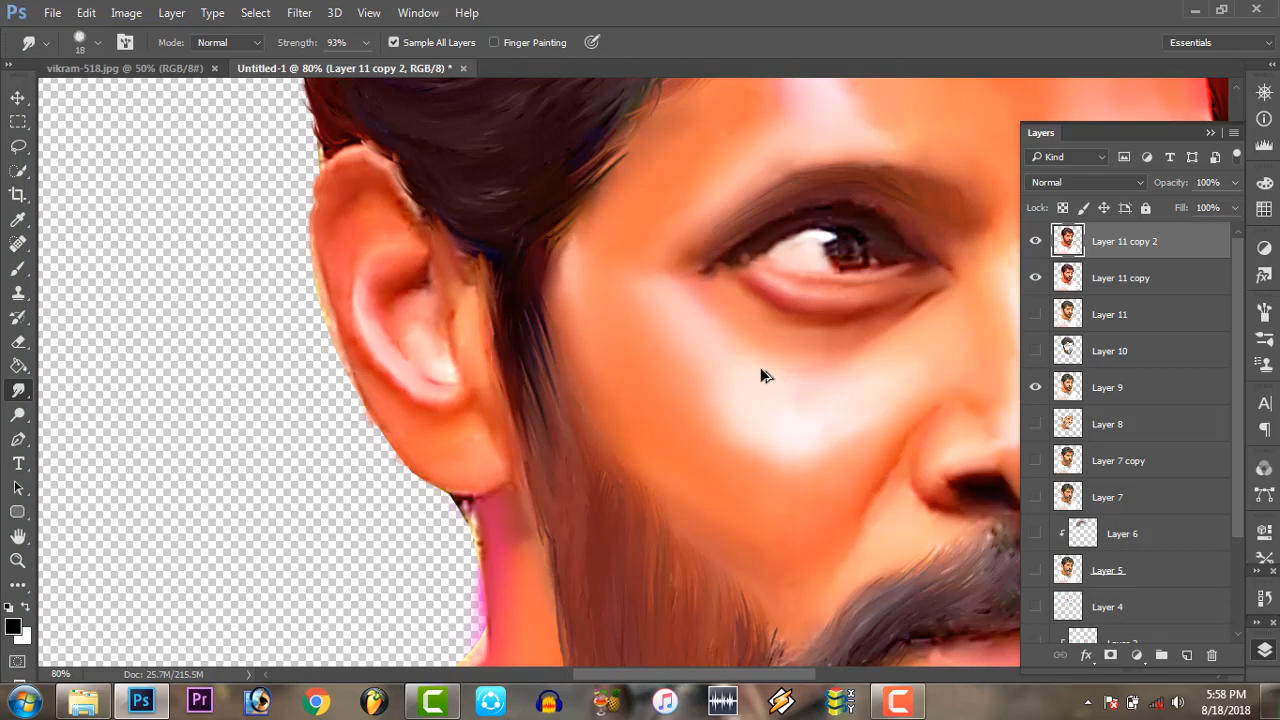 Ps File Edit Image Layer Type Select Filter 3D View Window Help
18 Mode: Normal Strength: 93% Sample All Layers Finger Painting Essentials
vikram-518.jpg @ 50% (RGB/8#) × Untitled-1 @ 80% (Layer 11 copy 2, RGB/8) * ×
Layers
Kind
Normal Opacity: 100%
Lock: Fill: 100%
Layer 11 copy 2
Layer 11 copy
Layer 11
Layer 10
Layer 9
Layer 8
Layer 7 copy
Layer 7
Layer 6
Layer 5
Layer 4
80% Doc: 25.7M/215.5M
Ps Pr
5:58 PM
8/18/2018